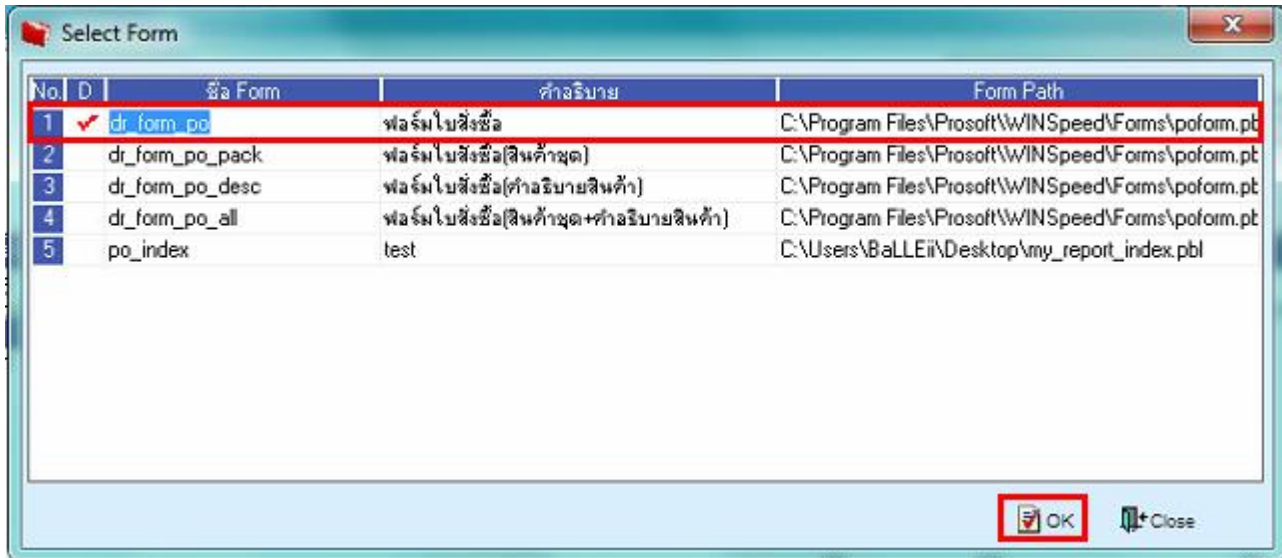 Select Form
No. D ชื่อ Form คำอธิบาย Form Path
1 dr_form_po ฟอร์มใบสั่งซื้อ C:\Program Files\Prosoft\WINSpeed\Forms\poform.pb
2 dr_form_po_pack ฟอร์มใบสั่งซื้อ(สินค้าชุด) C:\Program Files\Prosoft\WINSpeed\Forms\poform.pb
3 dr_form_po_desc ฟอร์มใบสั่งซื้อ(คำอธิบายสินค้า) C:\Program Files\Prosoft\WINSpeed\Forms\poform.pb
4 dr_form_po_all ฟอร์มใบสั่งซื้อ(สินค้าชุด+คำอธิบายสินค้า) C:\Program Files\Prosoft\WINSpeed\Forms\poform.pb
5 po_index test C:\Users\BaLLEii\Desktop\my_report_index.pbl
OK Close